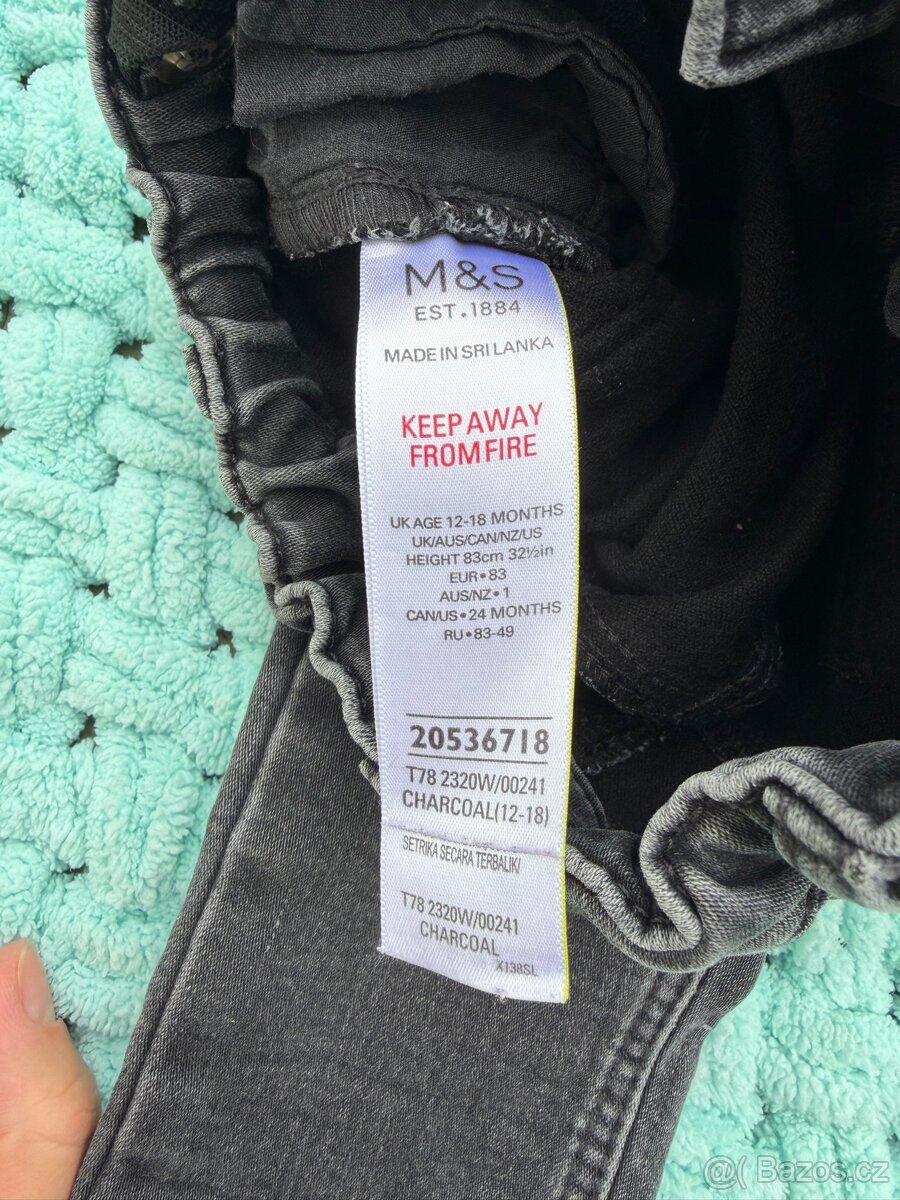 M&S
EST.1884
MADE IN SRI LANKA
KEEP AWAY
FROM FIRE
UK AGE 12-18 MONTHS
UK/AUS/CAN/NZ/US
HEIGHT 83cm 32½in
EUR•83
AUS/NZ•1
CAN/US•24 MONTHS
RU•83-49
20536718
T78 2320W/00241
CHARCOAL(12-18)
SETRIKA SECARA TERBALIK!
T78 2320W/00241
CHARCOAL
X138SL
@( Bazos.cz